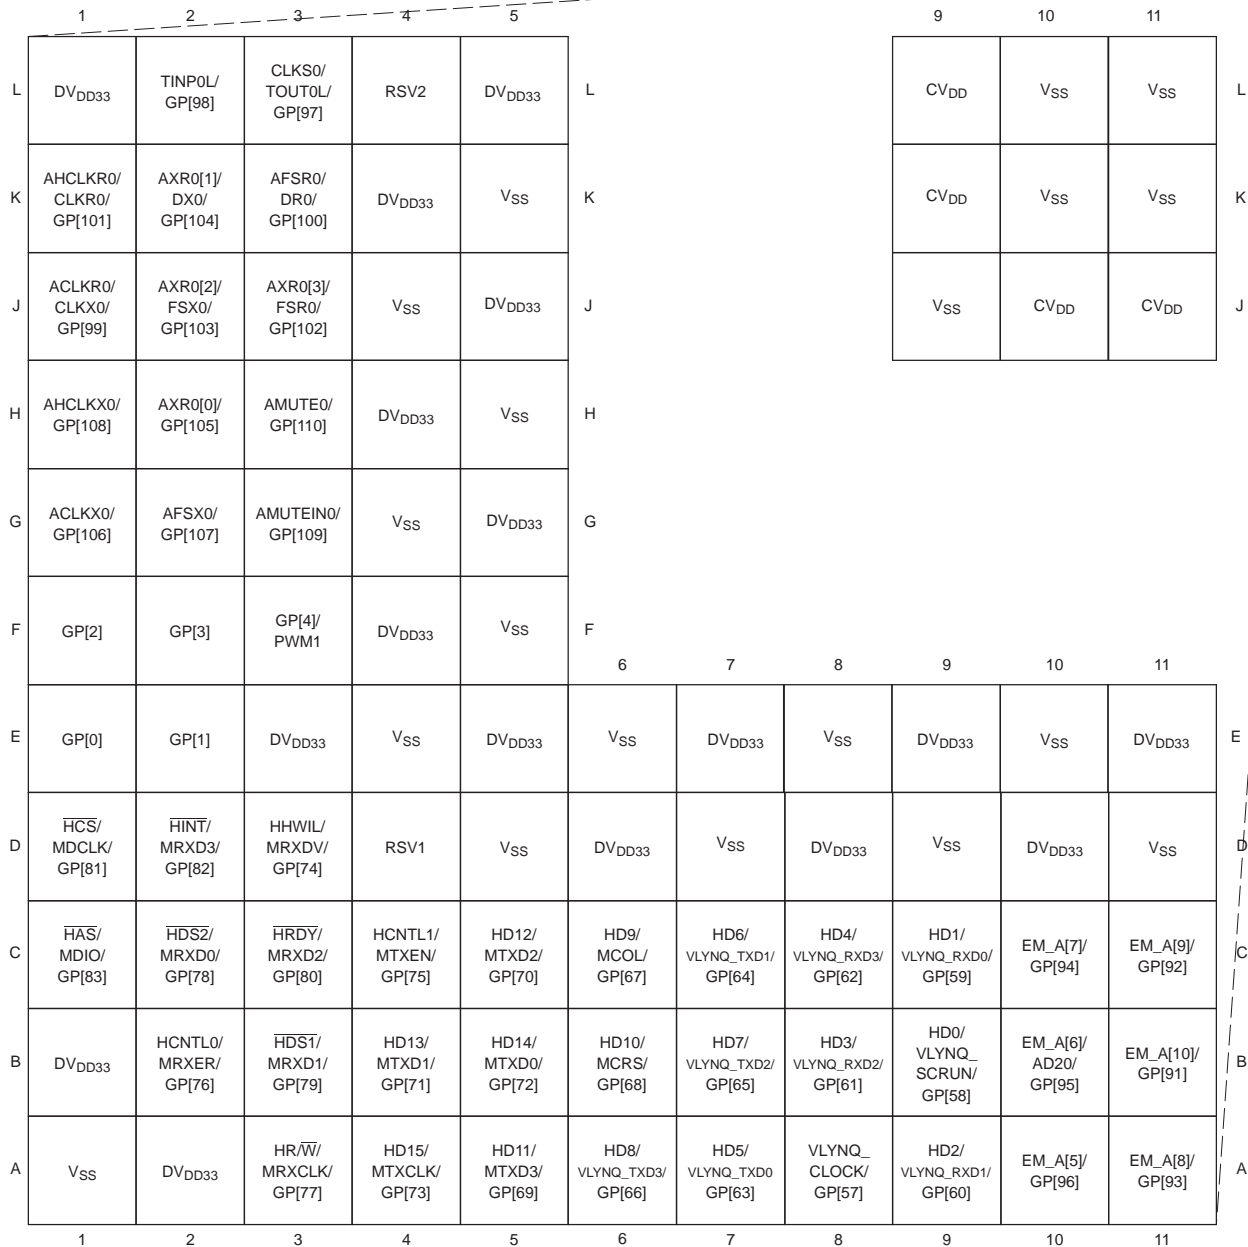 1 2 3 4 5 9 10 11
L DVDD33 TINP0L/ GP[98] CLKS0/ TOUT0L/ GP[97] RSV2 DVDD33 L CVDD VSS VSS L
K AHCLKR0/ CLKR0/ GP[101] AXR0[1]/ DX0/ GP[104] AFSR0/ DR0/ GP[100] DVDD33 VSS K CVDD VSS VSS K
J ACLKR0/ CLKX0/ GP[99] AXR0[2]/ FSX0/ GP[103] AXR0[3]/ FSR0/ GP[102] VSS DVDD33 J VSS CVDD CVDD J
H AHCLKX0/ GP[108] AXR0[0]/ GP[105] AMUTE0/ GP[110] DVDD33 VSS H
G ACLKX0/ GP[106] AFSX0/ GP[107] AMUTEIN0/ GP[109] VSS DVDD33 G
F GP[2] GP[3] GP[4]/ PWM1 DVDD33 VSS F
6 7 8 9 10 11
E GP[0] GP[1] DVDD33 VSS DVDD33 VSS DVDD33 VSS DVDD33 VSS DVDD33 E
D HCS/ MDCLK/ GP[81] HINT/ MRXD3/ GP[82] HHWIL/ MRXDV/ GP[74] RSV1 VSS DVDD33 VSS DVDD33 VSS DVDD33 VSS D
C HAS/ MDIO/ GP[83] HDS2/ MRXD0/ GP[78] HRDY/ MRXD2/ GP[80] HCNTL1/ MTXEN/ GP[75] HD12/ MTXD2/ GP[70] HD9/ MCOL/ GP[67] HD6/ VLYNQ_TXD1/ GP[64] HD4/ VLYNQ_RXD3/ GP[62] HD1/ VLYNQ_RXD0/ GP[59] EM_A[7]/ GP[94] EM_A[9]/ GP[92] C
B DVDD33 HCNTL0/ MRXER/ GP[76] HDS1/ MRXD1/ GP[79] HD13/ MTXD1/ GP[71] HD14/ MTXD0/ GP[72] HD10/ MCRS/ GP[68] HD7/ VLYNQ_TXD2/ GP[65] HD3/ VLYNQ_RXD2/ GP[61] HD0/ VLYNQ_ SCRUN/ GP[58] EM_A[6]/ AD20/ GP[95] EM_A[10]/ GP[91] B
A VSS DVDD33 HR/W/ MRXCLK/ GP[77] HD15/ MTXCLK/ GP[73] HD11/ MTXD3/ GP[69] HD8/ VLYNQ_TXD3/ GP[66] HD5/ VLYNQ_TXD0 GP[63] VLYNQ_ CLOCK/ GP[57] HD2/ VLYNQ_RXD1/ GP[60] EM_A[5]/ GP[96] EM_A[8]/ GP[93] A
1 2 3 4 5 6 7 8 9 10 11